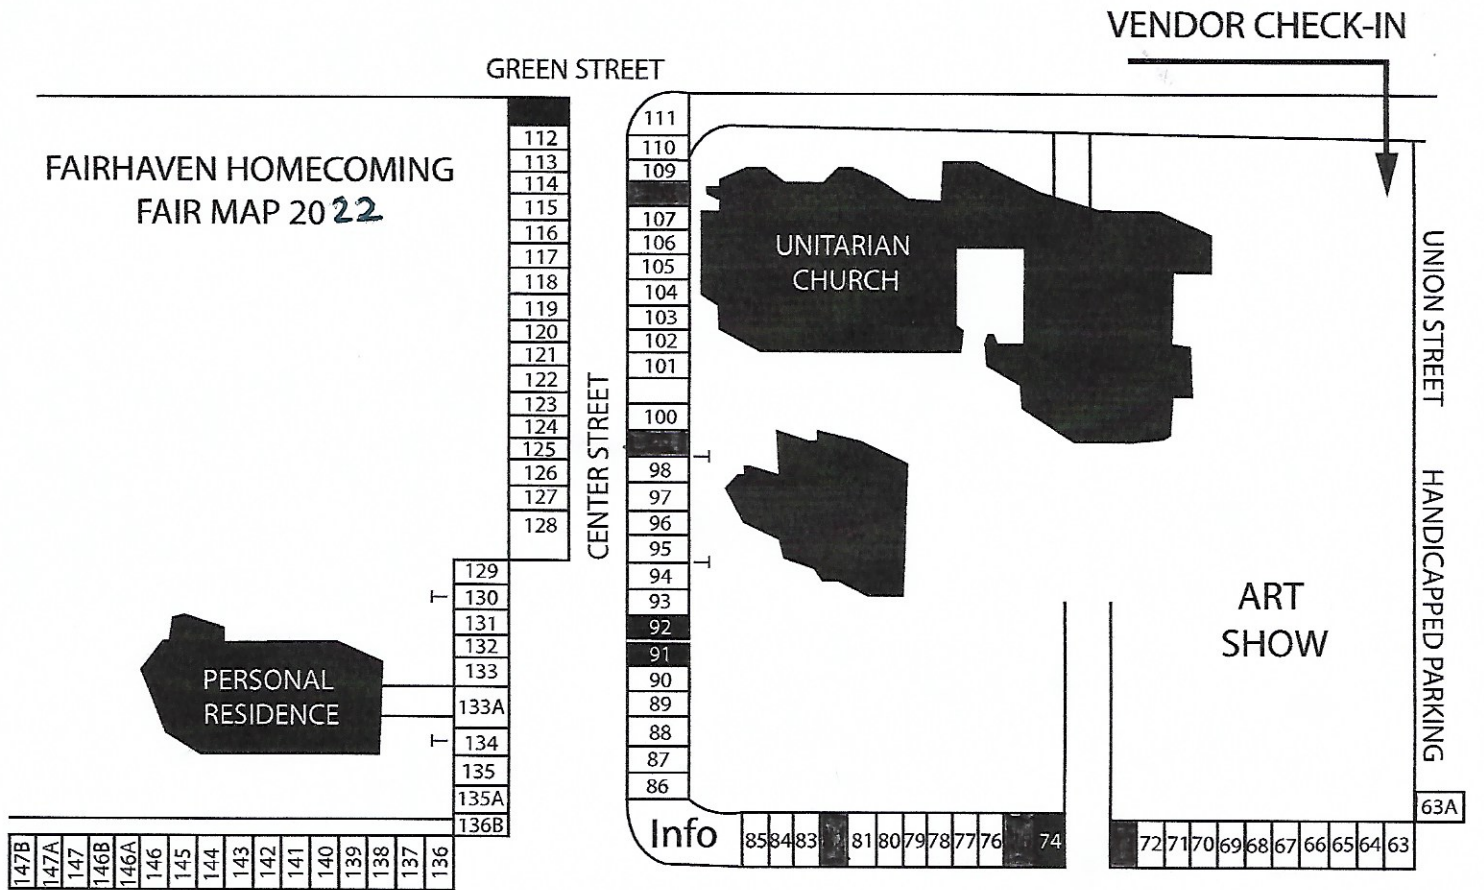 VENDOR CHECK-IN
GREEN STREET
FAIRHAVEN HOMECOMING
FAIR MAP 2022
112
113
114
115
116
117
118
119
120
121
122
123
124
125
126
127
128
129
130
131
132
133
133A
134
135
135A
136B
CENTER STREET
111
110
109
107
106
105
104
103
102
101
100
98
97
96
95
94
93
92
91
90
89
88
87
86
UNITARIAN
CHURCH
PERSONAL
RESIDENCE
ART
SHOW
UNION STREET
HANDICAPPED PARKING
63A
147B 147A 147 146B 146A 146 145 144 143 142 141 140 139 138 137 136
Info
85 84 83 81 80 79 78 77 76 74
72 71 70 69 68 67 66 65 64 63